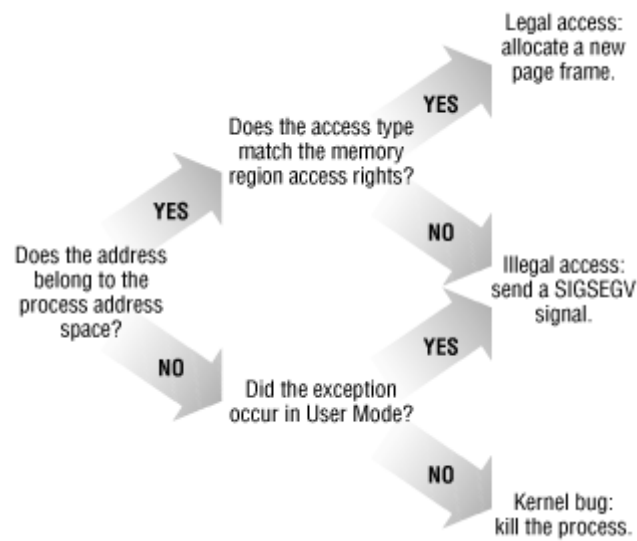 Legal access:
allocate a new
page frame.
YES
Does the access type
match the memory
region access rights?
YES
NO
Does the address
belong to the
process address
space?
Illegal access:
send a SIGSEGV
signal.
YES
NO
Did the exception
occur in User Mode?
NO
Kernel bug:
kill the process.